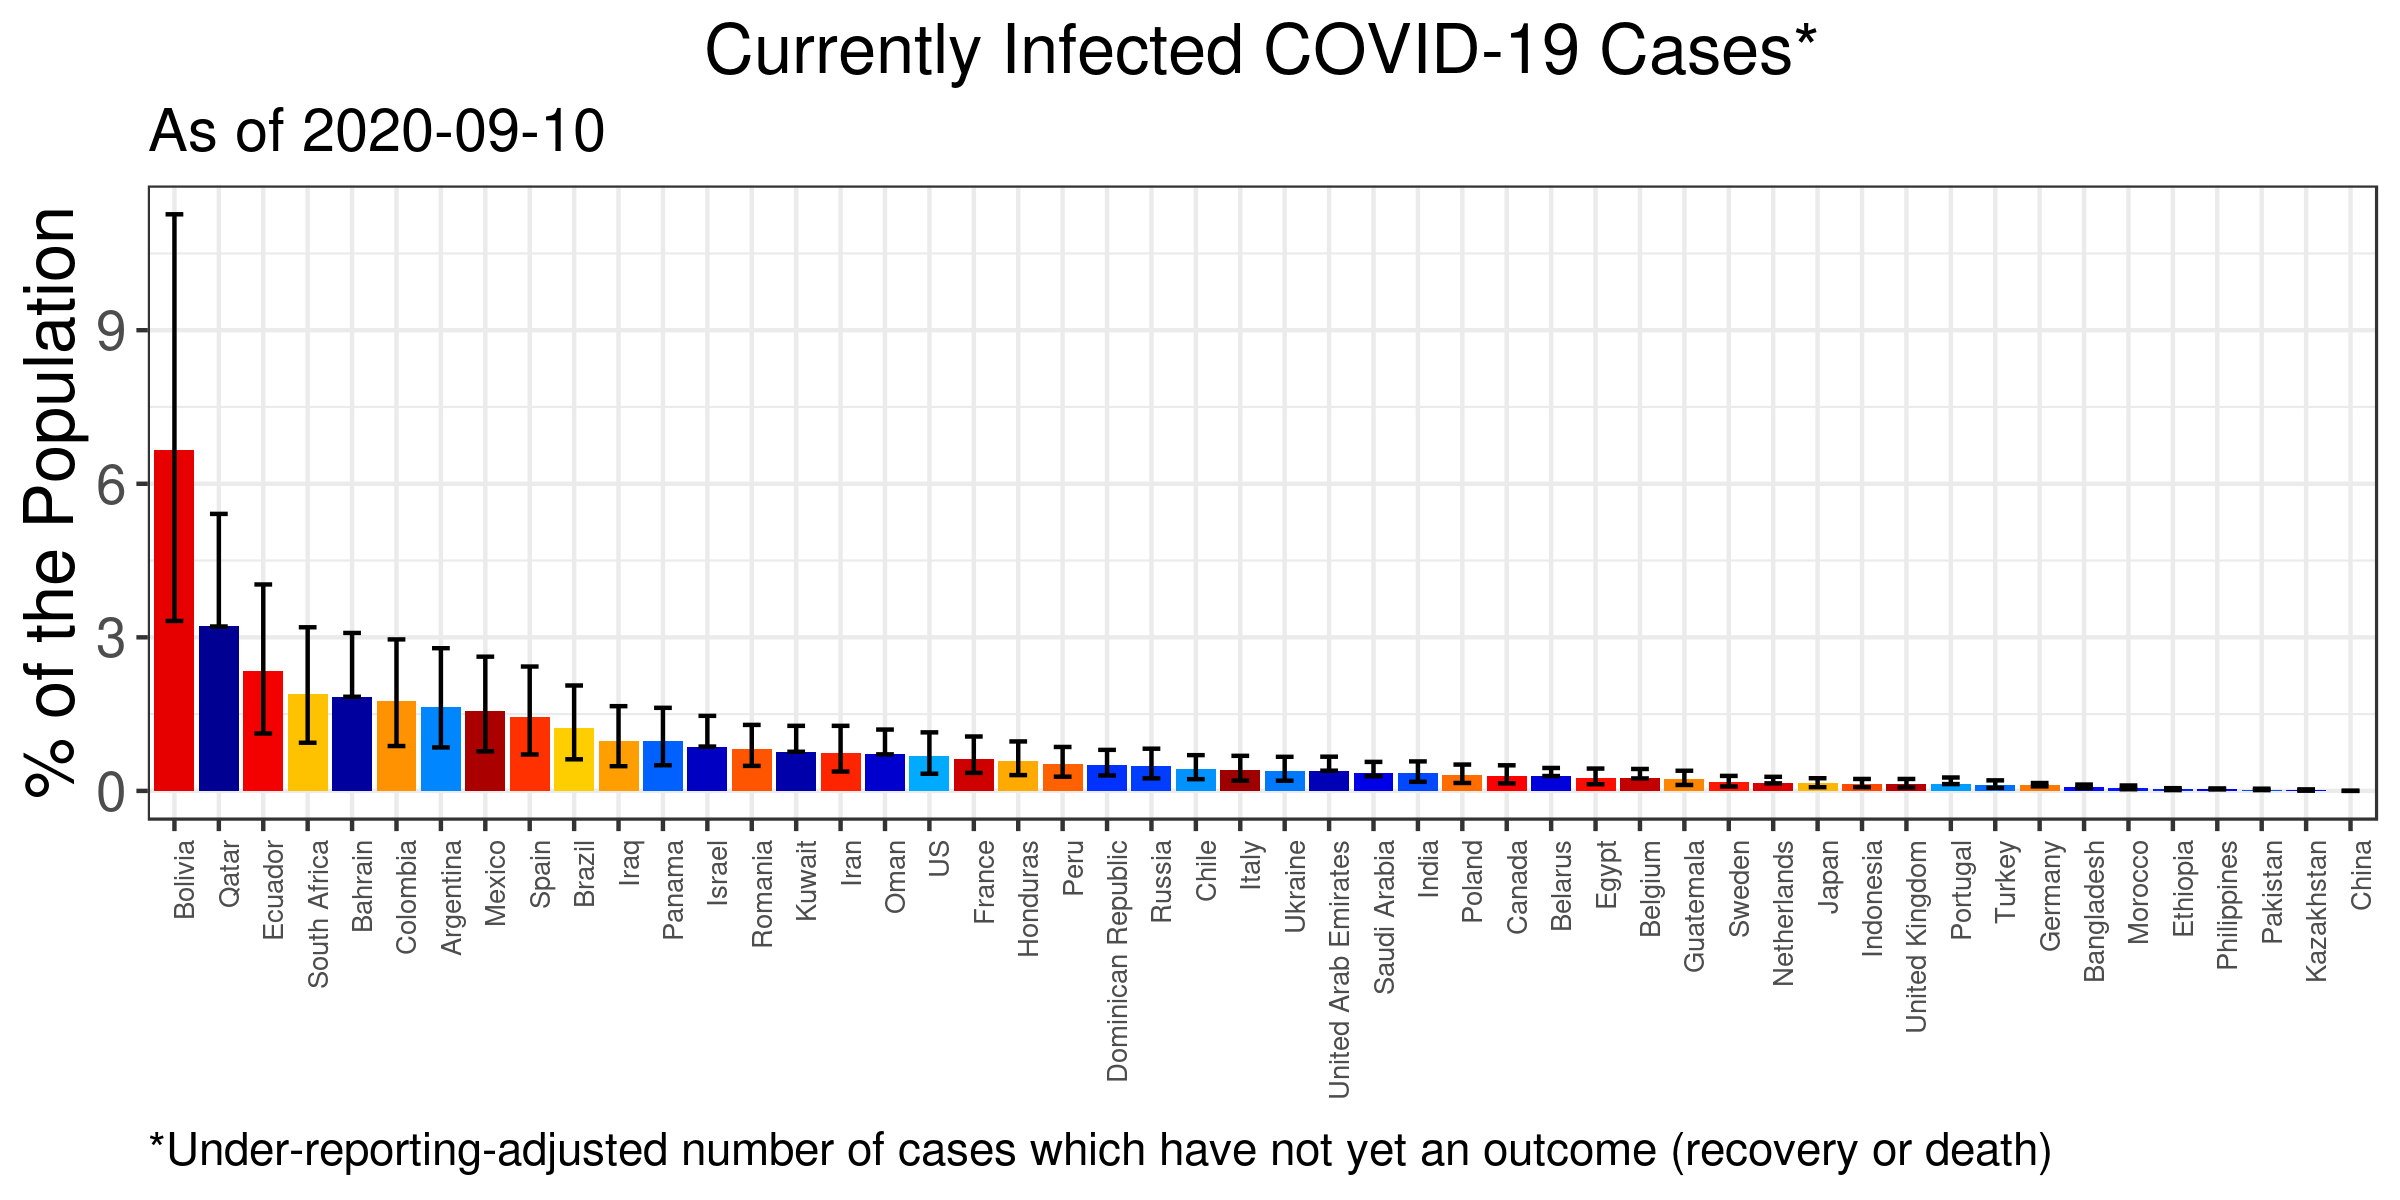 Currently Infected COVID-19 Cases*
As of 2020-09-10
% of the Population
9
6
3
0
Bolivia
Qatar
Ecuador
South Africa
Bahrain
Colombia
Argentina
Mexico
Spain
Brazil
Iraq
Panama
Israel
Romania
Kuwait
Iran
Oman
US
France
Honduras
Peru
Dominican Republic
Russia
Chile
Italy
Ukraine
United Arab Emirates
Saudi Arabia
India
Poland
Canada
Belarus
Egypt
Belgium
Guatemala
Sweden
Netherlands
Japan
Indonesia
United Kingdom
Portugal
Turkey
Germany
Bangladesh
Morocco
Ethiopia
Philippines
Pakistan
Kazakhstan
China
*Under-reporting-adjusted number of cases which have not yet an outcome (recovery or death)